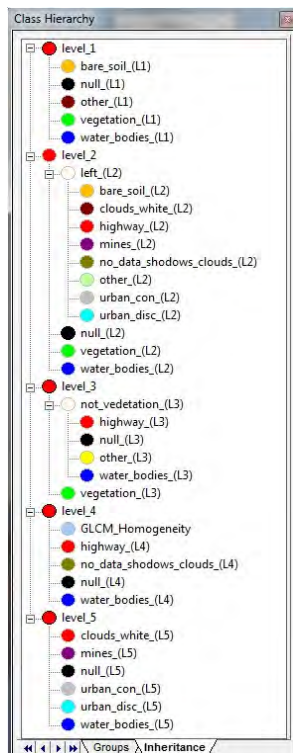 Class Hierarchy
level_1
bare_soil_(L1)
null_(L1)
other_(L1)
vegetation_(L1)
water_bodies_(L1)
level_2
left_(L2)
bare_soil_(L2)
clouds_white_(L2)
highway_(L2)
mines_(L2)
no_data_shodows_clouds_(L2)
other_(L2)
urban_con_(L2)
urban_disc_(L2)
null_(L2)
vegetation_(L2)
water_bodies_(L2)
level_3
not_vedetation_(L3)
highway_(L3)
null_(L3)
other_(L3)
water_bodies_(L3)
vegetation_(L3)
level_4
GLCM_Homogeneity
highway_(L4)
no_data_shodows_clouds_(L4)
null_(L4)
water_bodies_(L4)
level_5
clouds_white_(L5)
mines_(L5)
null_(L5)
urban_con_(L5)
urban_disc_(L5)
water_bodies_(L5)
Groups Inheritance